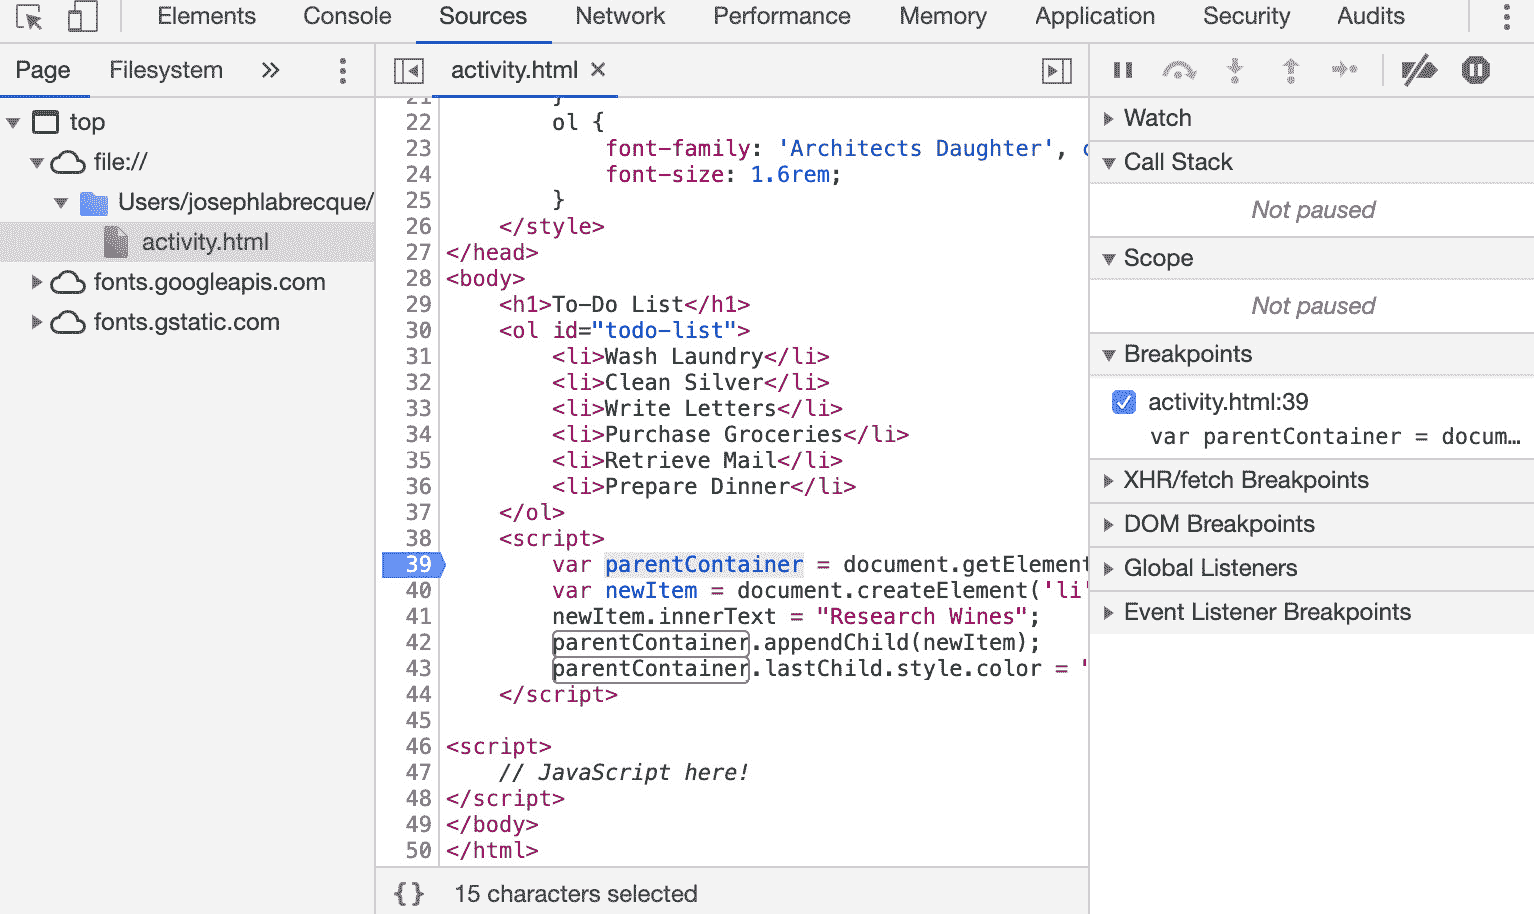 Elements Console Sources Network Performance Memory Application Security Audits
Page Filesystem »
activity.html ×
top
file://
Users/josephlabrecque/
activity.html
fonts.googleapis.com
fonts.gstatic.com
21 }
22 ol {
23 font-family: 'Architects Daughter', c
24 font-size: 1.6rem;
25 }
26 </style>
27 </head>
28 <body>
29 <h1>To-Do List</h1>
30 <ol id="todo-list">
31 <li>Wash Laundry</li>
32 <li>Clean Silver</li>
33 <li>Write Letters</li>
34 <li>Purchase Groceries</li>
35 <li>Retrieve Mail</li>
36 <li>Prepare Dinner</li>
37 </ol>
38 <script>
39 var parentContainer = document.getElement
40 var newItem = document.createElement('li'
41 newItem.innerText = "Research Wines";
42 parentContainer.appendChild(newItem);
43 parentContainer.lastChild.style.color = '
44 </script>
45
46 <script>
47 // JavaScript here!
48 </script>
49 </body>
50 </html>
{} 15 characters selected
Watch
Call Stack
Not paused
Scope
Not paused
Breakpoints
activity.html:39
var parentContainer = docum…
XHR/fetch Breakpoints
DOM Breakpoints
Global Listeners
Event Listener Breakpoints